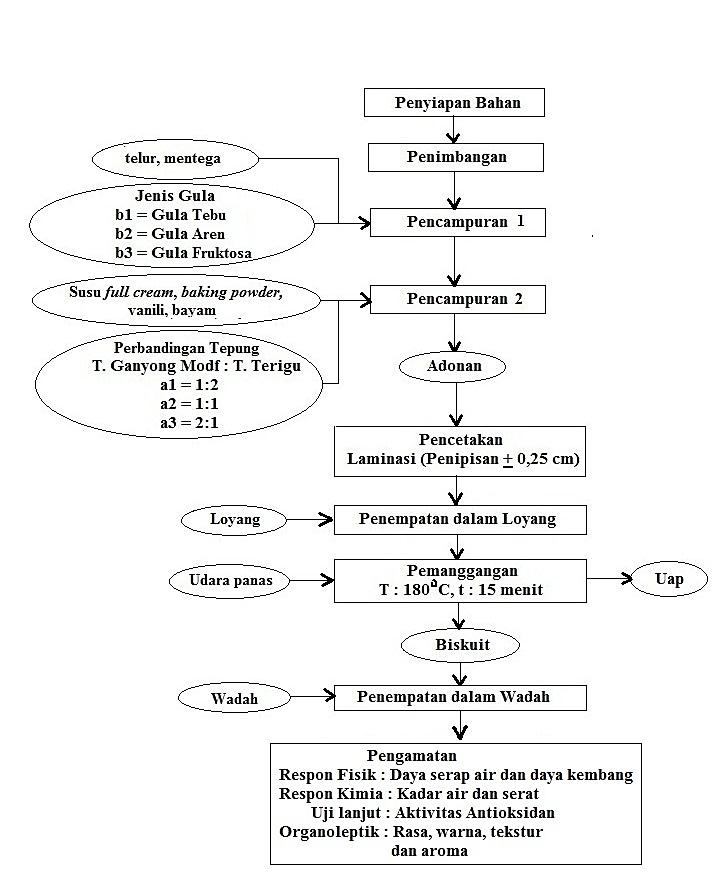 Penyiapan Bahan
telur, mentega
Penimbangan
Jenis Gula
b1 = Gula Tebu
b2 = Gula Aren
b3 = Gula Fruktosa
Pencampuran 1
Susu full cream, baking powder,
vanili, bayam
Pencampuran 2
Perbandingan Tepung
T. Ganyong Modf : T. Terigu
a1 = 1:2
a2 = 1:1
a3 = 2:1
Adonan
Pencetakan
Laminasi (Penipisan ± 0,25 cm)
Loyang
Penempatan dalam Loyang
Udara panas
Pemanggangan
T : 180°C, t : 15 menit
Uap
Biskuit
Wadah
Penempatan dalam Wadah
Pengamatan
Respon Fisik : Daya serap air dan daya kembang
Respon Kimia : Kadar air dan serat
Uji lanjut : Aktivitas Antioksidan
Organoleptik : Rasa, warna, tekstur
dan aroma